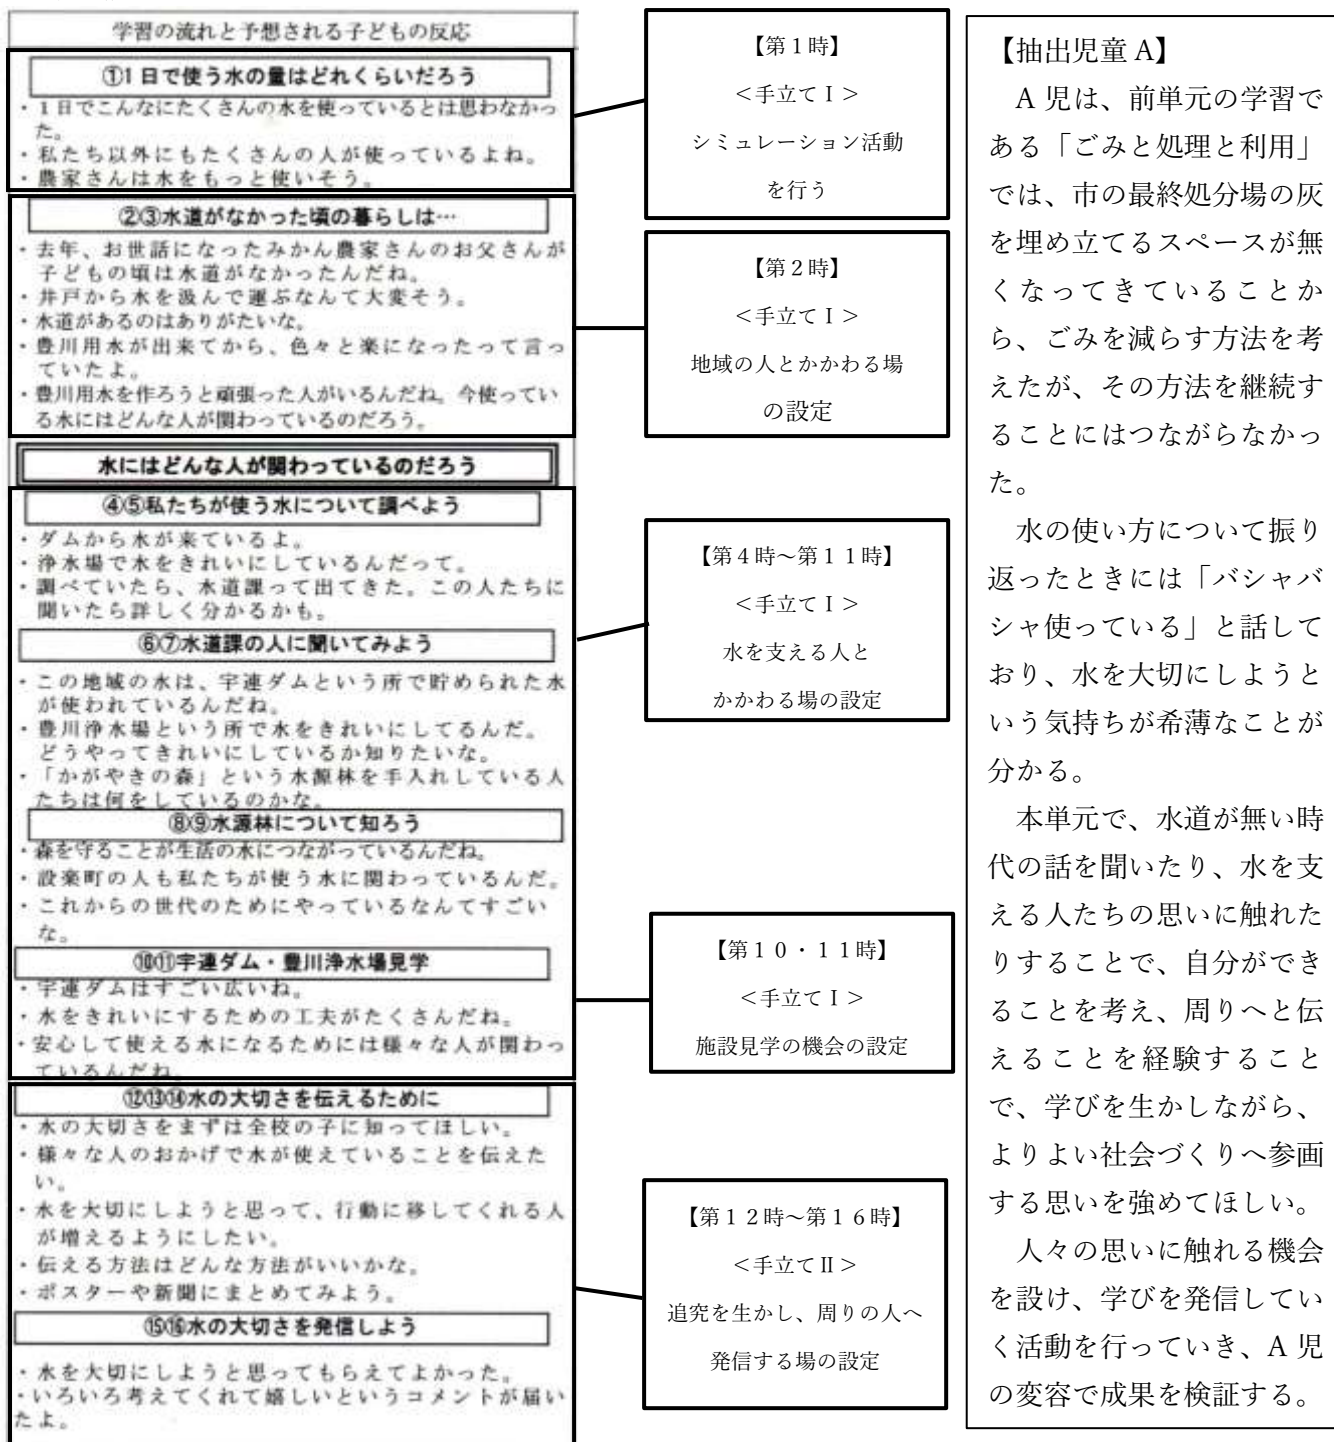 学習の流れと予想される子どもの反応
①1日で使う水の量はどれくらいだろう
・1日でこんなにたくさんの水を使っているとは思わなかっ
た。
・私たち以外にもたくさんの人が使っているよね。
・農家さんは水をもっと使いそう。
②③水道がなかった頃の暮らしは…
・去年、お世話になったみかん農家さんのお父さんが
子どもの頃は水道がなかったんだね。
・井戸から水を汲んで運ぶなんて大変そう。
・水道があるのはありがたいな。
・豊川用水が出来てから、色々と楽になったって言っ
ていたよ。
・豊川用水を作ろうと頑張った人がいるんだね。今使ってい
る水にはどんな人が関わっているのだろう。
水にはどんな人が関わっているのだろう
④⑤私たちが使う水について調べよう
・ダムから水が来ているよ。
・浄水場で水をきれいにしているんだって。
・調べていたら、水道課って出てきた。この人たちに
聞いたら詳しく分かるかも。
⑥⑦水道課の人に聞いてみよう
・この地域の水は、宇連ダムという所で貯められた水
が使われているんだね。
・豊川浄水場という所で水をきれいにしてるんだ。
どうやってきれいにしているか知りたいな。
・「かがやきの森」という水源林を手入れしている人
たちは何をしているのかな。
⑧⑨水源林について知ろう
・森を守ることが生活の水につながっているんだね。
・設楽町の人も私たちが使う水に関わっているんだ。
・これからの世代のためにやっているなんてすごい
な。
⑩⑪宇連ダム・豊川浄水場見学
・宇連ダムはすごい広いね。
・水をきれいにするための工夫がたくさんだね。
・安心して使える水になるためには様々な人が関わっ
ているんだね。
⑫⑬⑭水の大切さを伝えるために
・水の大切さをまずは全校の子に知ってほしい。
・様々な人のおかげで水が使えていることを伝えた
い。
・水を大切にしようと思って、行動に移してくれる人
が増えるようにしたい。
・伝える方法はどんな方法がいいかな。
・ポスターや新聞にまとめてみよう。
⑮⑯水の大切さを発信しよう
・水を大切にしようと思ってもらえてよかった。
・いろいろ考えてくれて嬉しいというコメントが届い
たよ。
【第1時】
＜手立てⅠ＞
シミュレーション活動
を行う
【第2時】
＜手立てⅠ＞
地域の人とかかわる場
の設定
【第4時～第11時】
＜手立てⅠ＞
水を支える人と
かかわる場の設定
【第10・11時】
＜手立てⅠ＞
施設見学の機会の設定
【第12時～第16時】
＜手立てⅡ＞
追究を生かし、周りの人へ
発信する場の設定
【抽出児童A】
A児は、前単元の学習で
ある「ごみと処理と利用」
では、市の最終処分場の灰
を埋め立てるスペースが無
くなってきていることか
ら、ごみを減らす方法を考
えたが、その方法を継続す
ることにはつながらなかっ
た。
水の使い方について振り
返ったときには「バシャバ
シャ使っている」と話して
おり、水を大切にしようと
いう気持ちが希薄なことが
分かる。
本単元で、水道が無い時
代の話を聞いたり、水を支
える人たちの思いに触れた
りすることで、自分ができ
ることを考え、周りへと伝
えることを経験すること
で、学びを生かしながら、
よりよい社会づくりへ参画
する思いを強めてほしい。
人々の思いに触れる機会
を設け、学びを発信してい
く活動を行っていき、A児
の変容で成果を検証する。